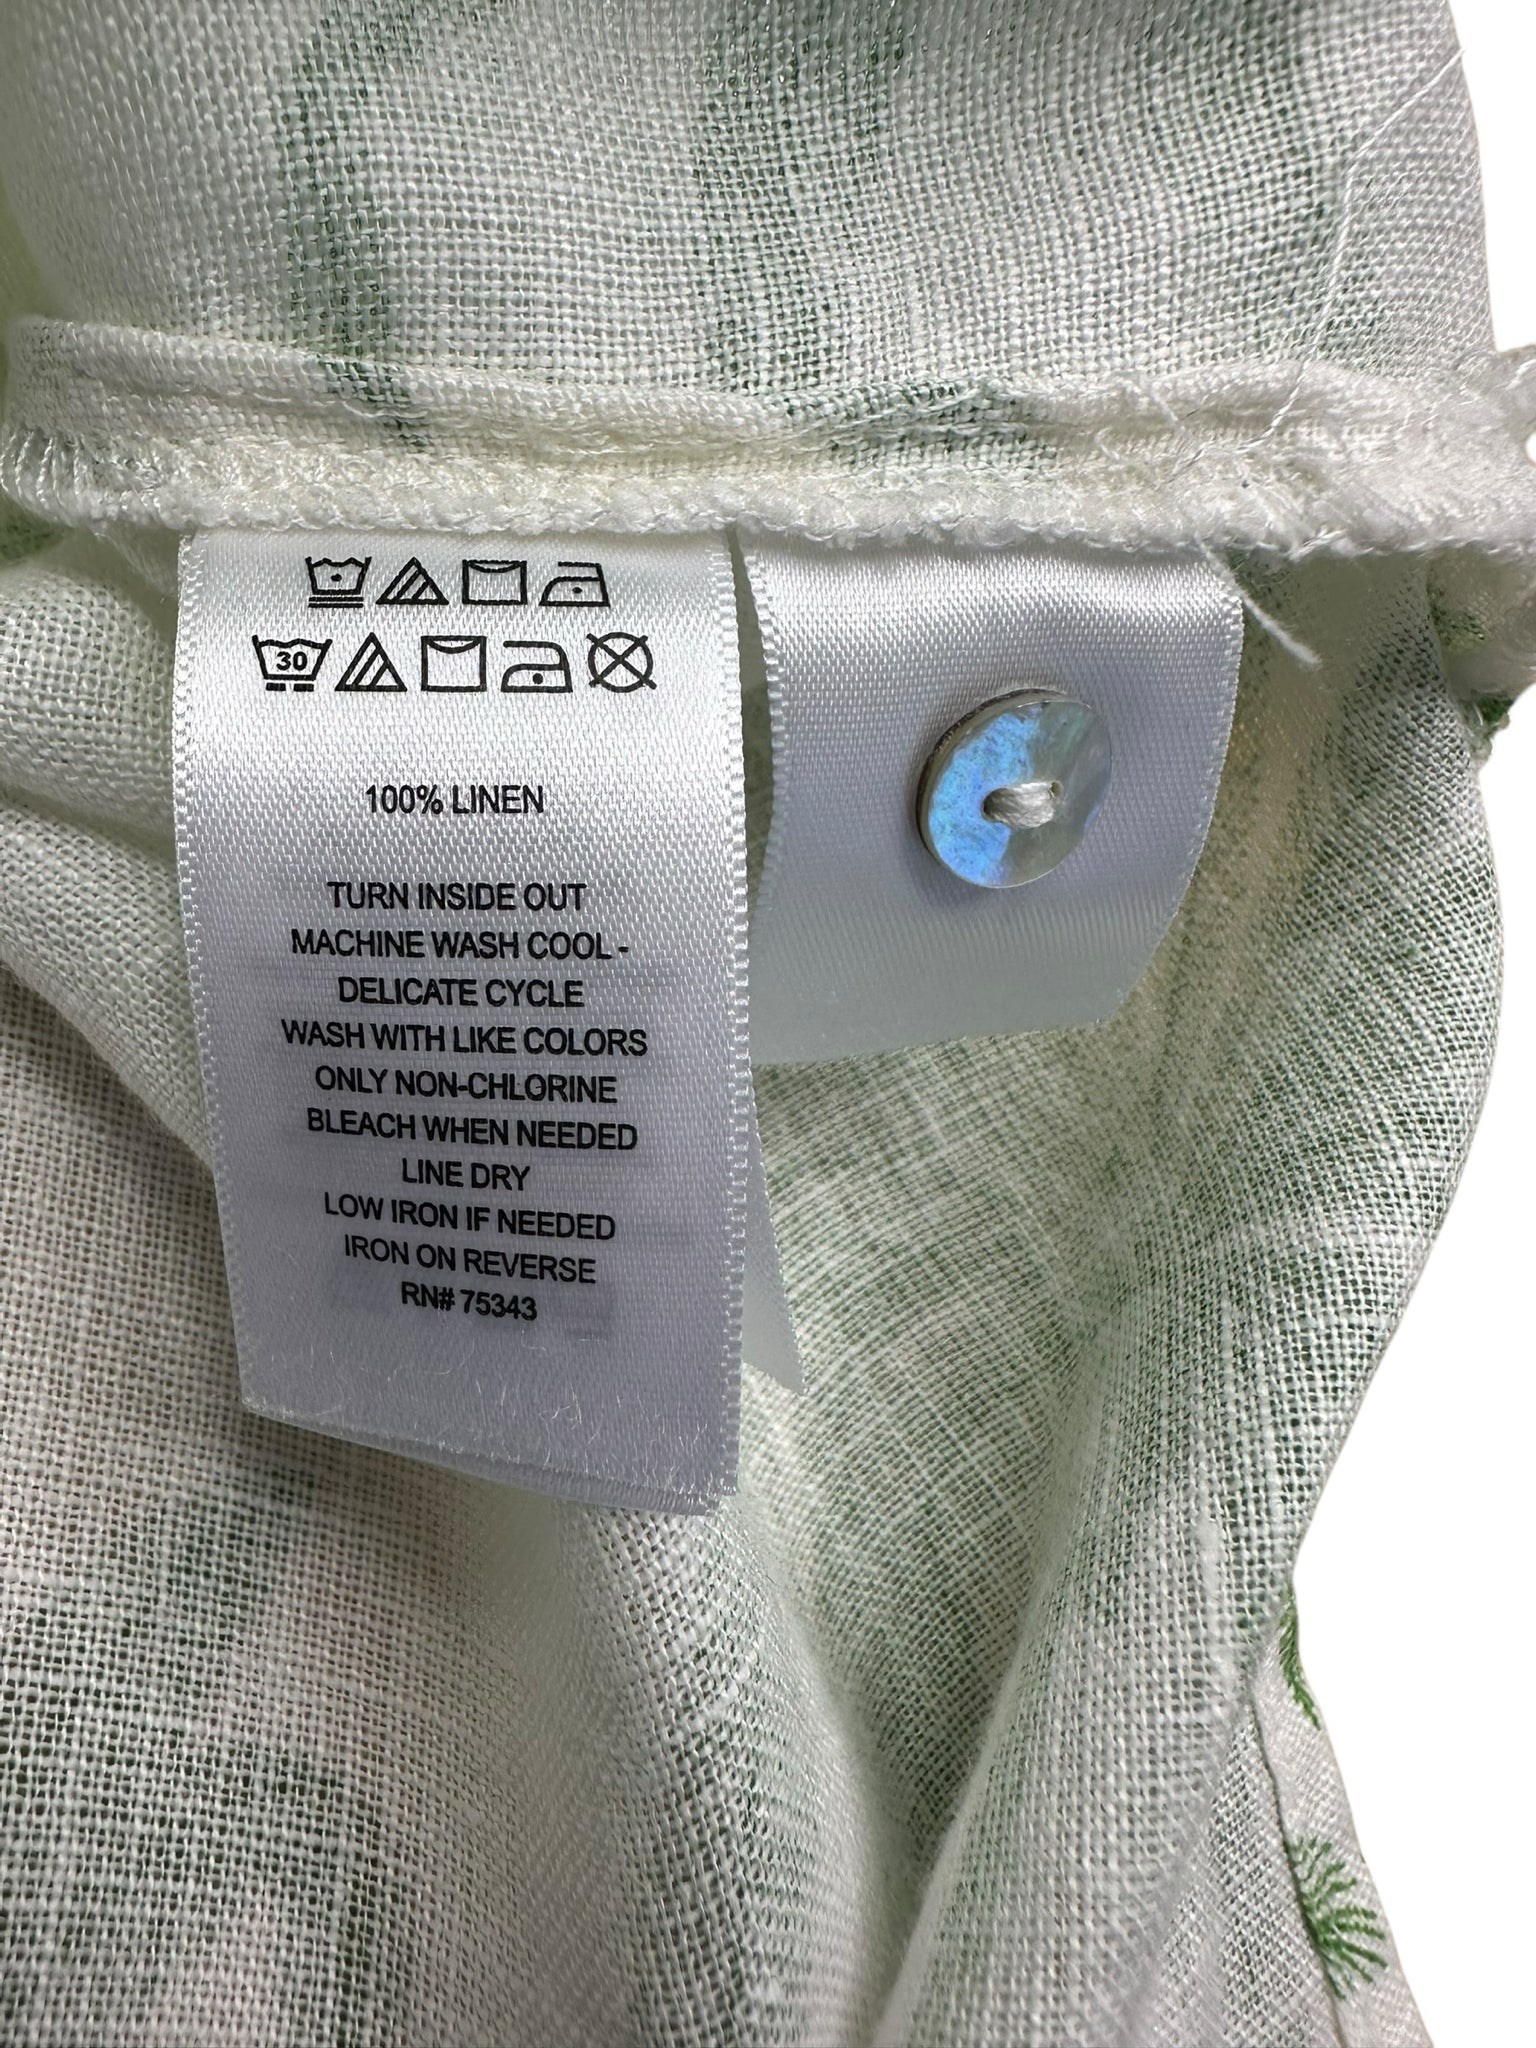 30
100% LINEN
TURN INSIDE OUT
MACHINE WASH COOL -
DELICATE CYCLE
WASH WITH LIKE COLORS
ONLY NON-CHLORINE
BLEACH WHEN NEEDED
LINE DRY
LOW IRON IF NEEDED
IRON ON REVERSE
RN# 75343